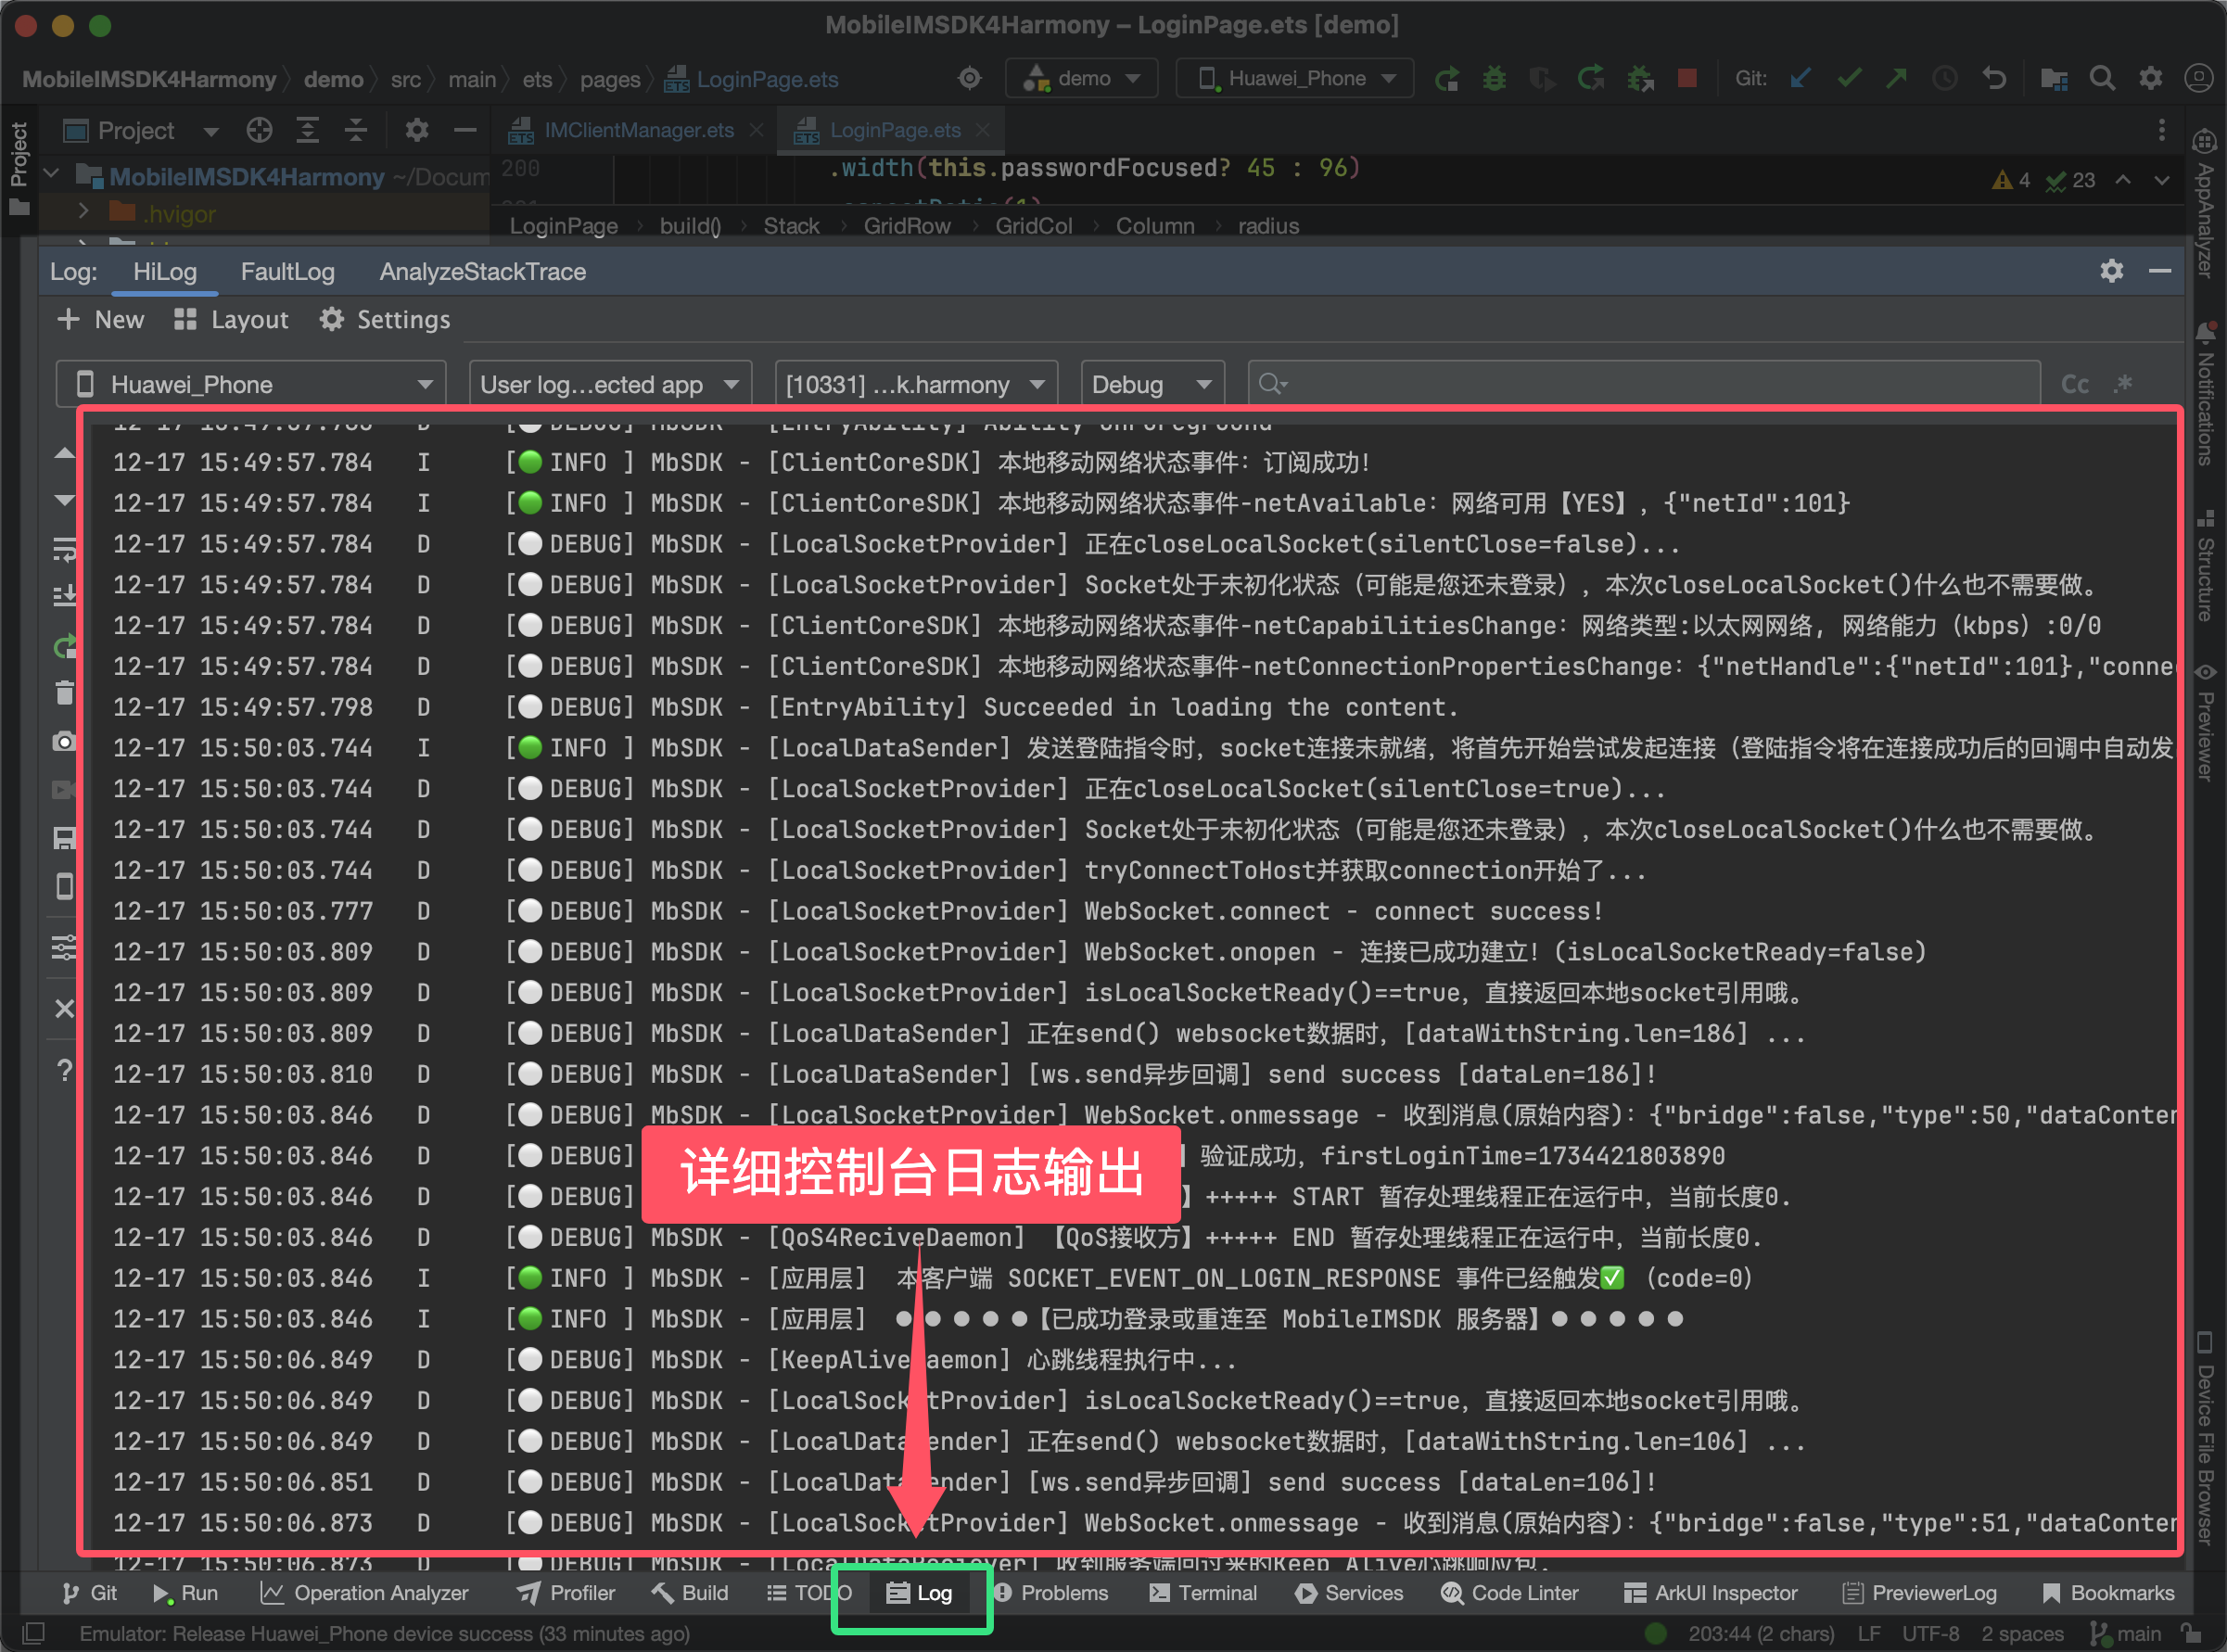 MobileIMSDK4Harmony – LoginPage.ets [demo]
MobileIMSDK4Harmony demo src main ets pages LoginPage.ets demo Huawei_Phone Git:
Project IMClientManager.ets LoginPage.ets
Project
MobileIMSDK4Harmony ~/Docum
.hvigor
200 .width(this.passwordFocused? 45 : 96)
4 23
LoginPage build() Stack GridRow GridCol Column radius
Log: HiLog FaultLog AnalyzeStackTrace
New Layout Settings
Huawei_Phone User log...ected app [10331] ...k.harmony Debug Cc .*
12-17 15:49:57.784 I [INFO ] MbSDK - [ClientCoreSDK] 本地移动网络状态事件：订阅成功！
12-17 15:49:57.784 I [INFO ] MbSDK - [ClientCoreSDK] 本地移动网络状态事件-netAvailable：网络可用【YES】, {"netId":101}
12-17 15:49:57.784 D [DEBUG] MbSDK - [LocalSocketProvider] 正在closeLocalSocket(silentClose=false)...
12-17 15:49:57.784 D [DEBUG] MbSDK - [LocalSocketProvider] Socket处于未初化状态（可能是您还未登录），本次closeLocalSocket()什么也不需要做。
12-17 15:49:57.784 D [DEBUG] MbSDK - [ClientCoreSDK] 本地移动网络状态事件-netCapabilitiesChange：网络类型:以太网网络, 网络能力（kbps）:0/0
12-17 15:49:57.784 D [DEBUG] MbSDK - [ClientCoreSDK] 本地移动网络状态事件-netConnectionPropertiesChange：{"netHandle":{"netId":101},"conne
12-17 15:49:57.798 D [DEBUG] MbSDK - [EntryAbility] Succeeded in loading the content.
12-17 15:50:03.744 I [INFO ] MbSDK - [LocalDataSender] 发送登陆指令时，socket连接未就绪，将首先开始尝试发起连接（登陆指令将在连接成功后的回调中自动发
12-17 15:50:03.744 D [DEBUG] MbSDK - [LocalSocketProvider] 正在closeLocalSocket(silentClose=true)...
12-17 15:50:03.744 D [DEBUG] MbSDK - [LocalSocketProvider] Socket处于未初化状态（可能是您还未登录），本次closeLocalSocket()什么也不需要做。
12-17 15:50:03.744 D [DEBUG] MbSDK - [LocalSocketProvider] tryConnectToHost并获取connection开始了...
12-17 15:50:03.777 D [DEBUG] MbSDK - [LocalSocketProvider] WebSocket.connect - connect success!
12-17 15:50:03.809 D [DEBUG] MbSDK - [LocalSocketProvider] WebSocket.onopen - 连接已成功建立！(isLocalSocketReady=false)
12-17 15:50:03.809 D [DEBUG] MbSDK - [LocalSocketProvider] isLocalSocketReady()==true，直接返回本地socket引用哦。
12-17 15:50:03.809 D [DEBUG] MbSDK - [LocalDataSender] 正在send() websocket数据时，[dataWithString.len=186] ...
12-17 15:50:03.810 D [DEBUG] MbSDK - [LocalDataSender] [ws.send异步回调] send success [dataLen=186]!
12-17 15:50:03.846 D [DEBUG] MbSDK - [LocalSocketProvider] WebSocket.onmessage - 收到消息(原始内容)：{"bridge":false,"type":50,"dataConten
12-17 15:50:03.846 D [DEBUG] ] 验证成功，firstLoginTime=1734421803890
详细控制台日志输出
12-17 15:50:03.846 D [DEBUG] 】+++++ START 暂存处理线程正在运行中，当前长度0.
12-17 15:50:03.846 D [DEBUG] MbSDK - [QoS4ReciveDaemon] 【QoS接收方】+++++ END 暂存处理线程正在运行中，当前长度0.
12-17 15:50:03.846 I [INFO ] MbSDK - [应用层] 本客户端 SOCKET_EVENT_ON_LOGIN_RESPONSE 事件已经触发✅ (code=0)
12-17 15:50:03.846 I [INFO ] MbSDK - [应用层] ●●●●●【已成功登录或重连至 MobileIMSDK 服务器】●●●●●
12-17 15:50:06.849 D [DEBUG] MbSDK - [KeepAliveDaemon] 心跳线程执行中...
12-17 15:50:06.849 D [DEBUG] MbSDK - [LocalSocketProvider] isLocalSocketReady()==true，直接返回本地socket引用哦。
12-17 15:50:06.849 D [DEBUG] MbSDK - [LocalDataSender] 正在send() websocket数据时，[dataWithString.len=106] ...
12-17 15:50:06.851 D [DEBUG] MbSDK - [LocalDataSender] [ws.send异步回调] send success [dataLen=106]!
12-17 15:50:06.873 D [DEBUG] MbSDK - [LocalSocketProvider] WebSocket.onmessage - 收到消息(原始内容)：{"bridge":false,"type":51,"dataConten
12-17 15:50:06.873 D [DEBUG] MbSDK - [LocalDataReciever] 收到服务端回过来的Keep Alive心跳响应包.
AppAnalyzer
Notifications
Structure
Previewer
Device File Browser
Git Run Operation Analyzer Profiler Build TODO Log Problems Terminal Services Code Linter ArkUI Inspector PreviewerLog Bookmarks
Emulator: Release Huawei_Phone device success (33 minutes ago) 203:44 (2 chars) LF UTF-8 2 spaces main